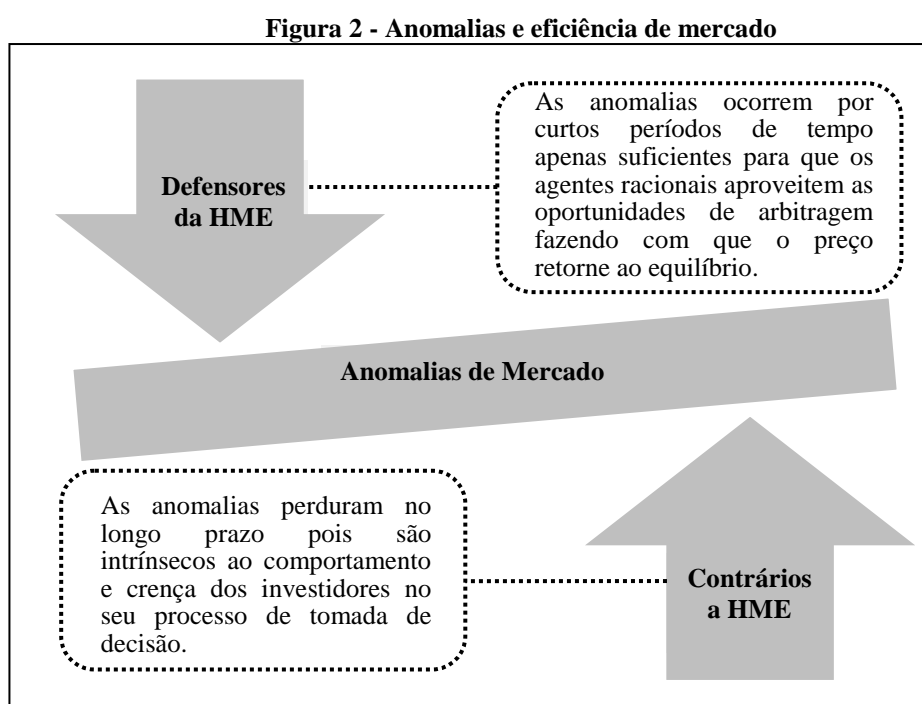 Figura 2 - Anomalias e eficiência de mercado
As anomalias ocorrem por
curtos períodos de tempo
apenas suficientes para que os
agentes racionais aproveitem as
oportunidades de arbitragem
fazendo com que o preço
retorne ao equilíbrio.
Defensores
da HME
Anomalias de Mercado
As anomalias perduram no
longo prazo pois são
intrínsecos ao comportamento
e crença dos investidores no
seu processo de tomada de
decisão.
Contrários
a HME